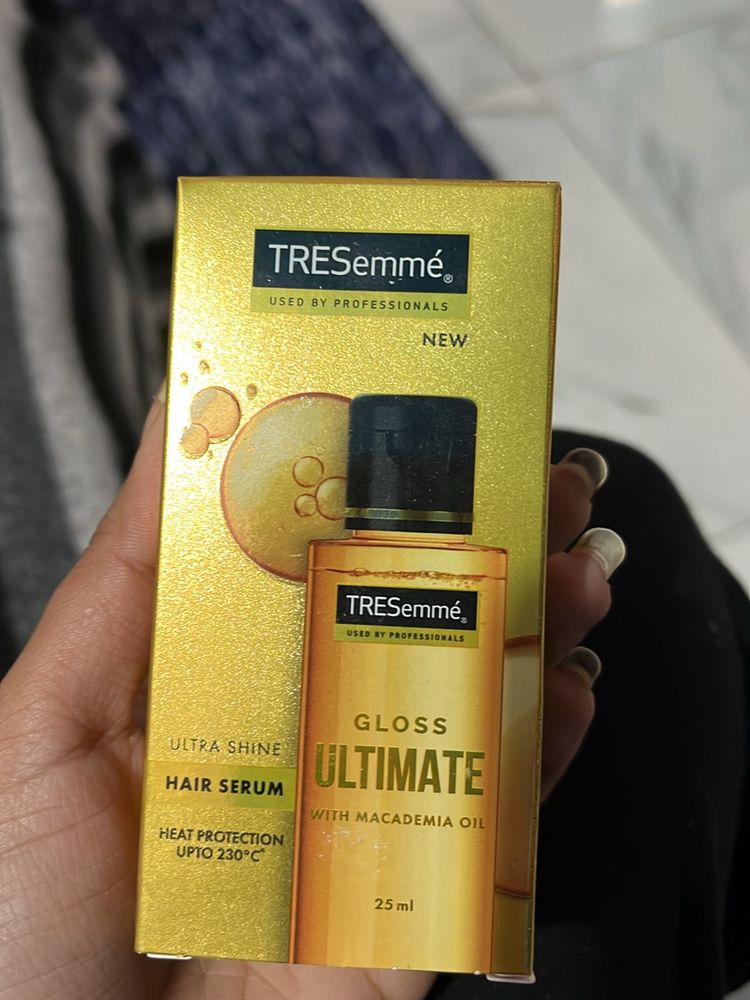 TRESemmé®
USED BY PROFESSIONALS
NEW
TRESemmé®
USED BY PROFESSIONALS
GLOSS
ULTIMATE
WITH MACADEMIA OIL
25 ml
ULTRA SHINE
HAIR SERUM
HEAT PROTECTION
UPTO 230°C^